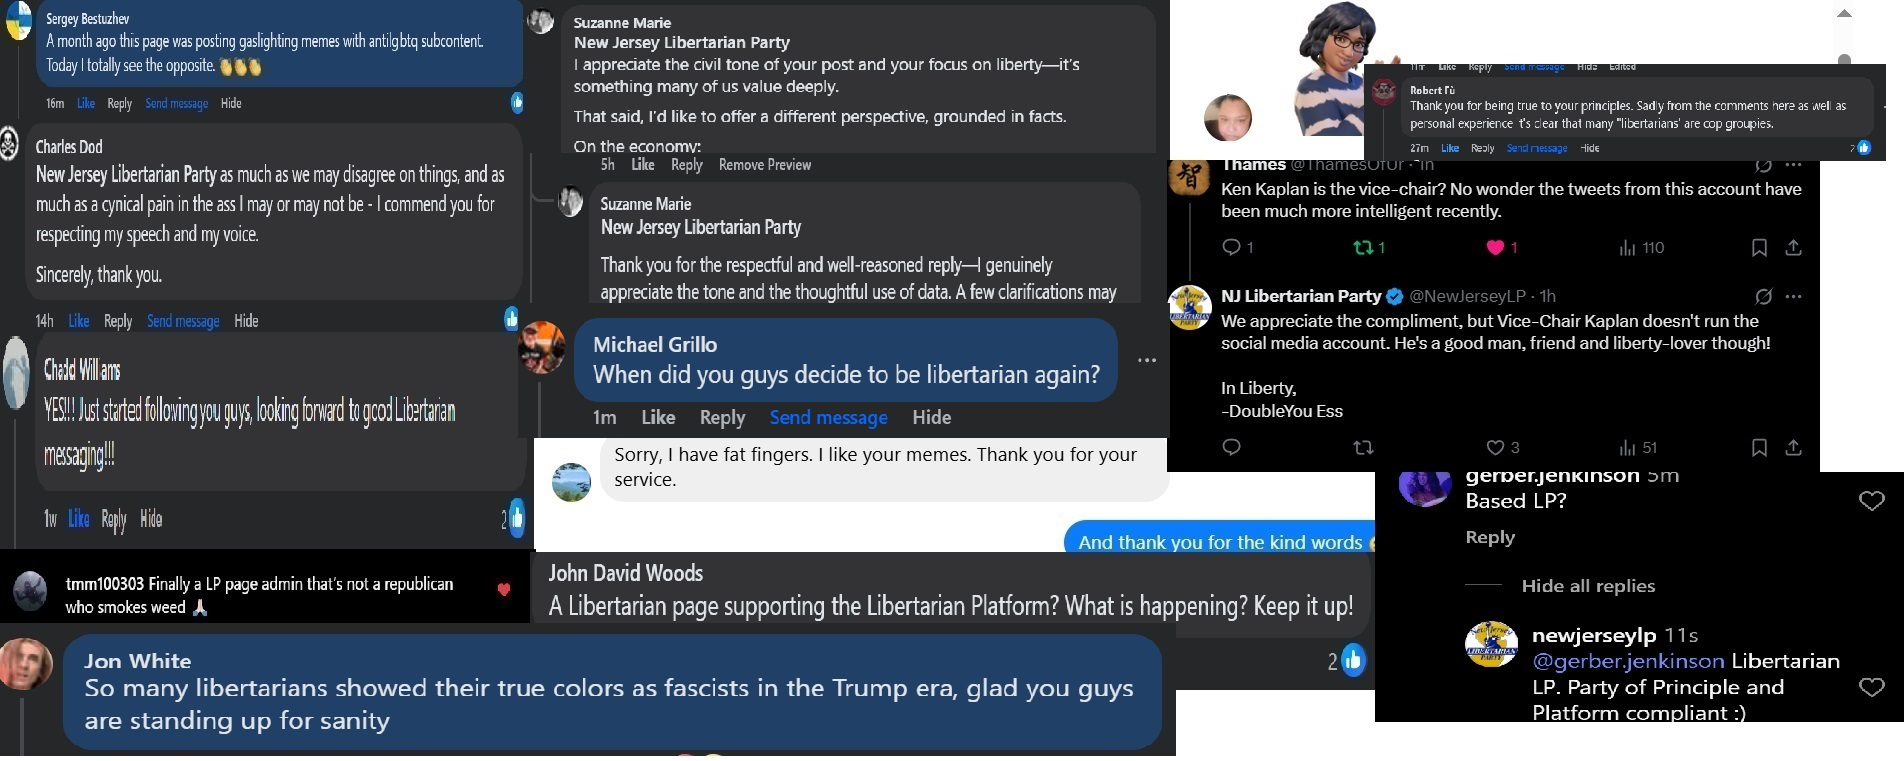 Sergey Bestuzhev
A month ago this page was posting gaslighting memes with antilgbtq subcontent.
Today I totally see the opposite. 👏👏👏
16m Like Reply Send message Hide
Charles Dod
New Jersey Libertarian Party as much as we may disagree on things, and as
much as a cynical pain in the ass I may or may not be - I commend you for
respecting my speech and my voice.
Sincerely, thank you.
14h Like Reply Send message Hide
Chadd Williams
YES!!! Just started following you guys, looking forward to good Libertarian
messaging!!!
1w Like Reply Hide 2
tmm100303 Finally a LP page admin that's not a republican
who smokes weed 🙏🏻
Jon White
So many libertarians showed their true colors as fascists in the Trump era, glad you guys
are standing up for sanity
Suzanne Marie
New Jersey Libertarian Party
I appreciate the civil tone of your post and your focus on liberty—it's
something many of us value deeply.
That said, I'd like to offer a different perspective, grounded in facts.
On the economy:
5h Like Reply Remove Preview
Suzanne Marie
New Jersey Libertarian Party
Thank you for the respectful and well-reasoned reply—I genuinely
appreciate the tone and the thoughtful use of data. A few clarifications may
Michael Grillo
When did you guys decide to be libertarian again?
1m Like Reply Send message Hide
Sorry, I have fat fingers. I like your memes. Thank you for your
service.
And thank you for the kind words
John David Woods
A Libertarian page supporting the Libertarian Platform? What is happening? Keep it up!
2
11h Like Reply Send message Hide Edited
Robert Fü
Thank you for being true to your principles. Sadly from the comments here as well as
personal experience it's clear that many "libertarians' are cop groupies.
27m Like Reply Send message Hide 2
Thames @ThamesOfUr · 1h
Ken Kaplan is the vice-chair? No wonder the tweets from this account have
been much more intelligent recently.
1 1 1 110
NJ Libertarian Party @NewJerseyLP · 1h
We appreciate the compliment, but Vice-Chair Kaplan doesn't run the
social media account. He's a good man, friend and liberty-lover though!
In Liberty,
-DoubleYou Ess
3 51
gerber.jenkinson 5m
Based LP?
Reply
Hide all replies
newjerseylp 11s
@gerber.jenkinson Libertarian
LP. Party of Principle and
Platform compliant :)